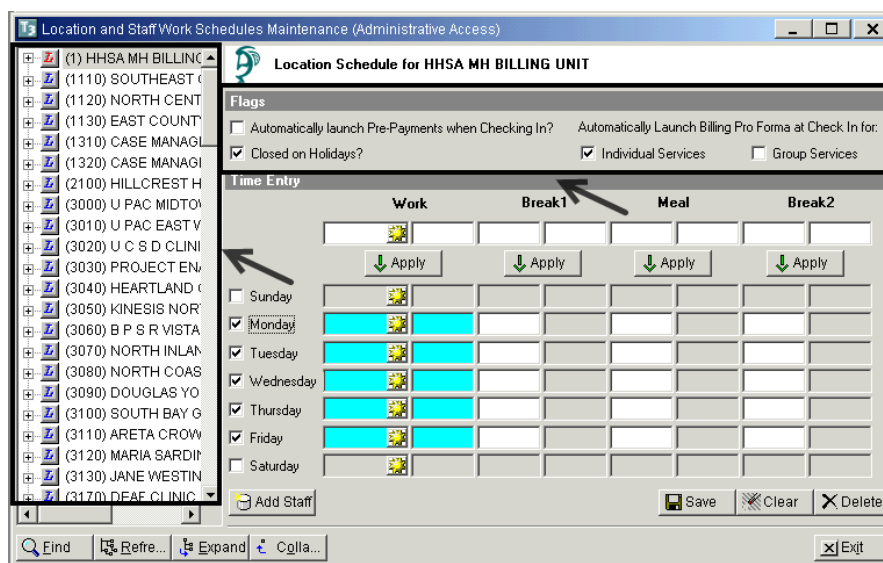 T3 Location and Staff Work Schedules Maintenance (Administrative Access)
(1) HHSA MH BILLING
(1110) SOUTHEAST
(1120) NORTH CENT
(1130) EAST COUNT
(1310) CASE MANAG
(1320) CASE MANAG
(2100) HILLCREST H
(3000) U PAC MIDTO
(3010) U PAC EAST V
(3020) U C S D CLINI
(3030) PROJECT EN
(3040) HEARTLAND
(3050) KINESIS NOR
(3060) B P S R VISTA
(3070) NORTH INLAN
(3080) NORTH COAS
(3090) DOUGLAS YO
(3100) SOUTH BAY G
(3110) ARETA CROW
(3120) MARIA SARDI
(3130) JANE WESTIN
(3170) DEAF CLINIC
Location Schedule for HHSA MH BILLING UNIT
Flags
Automatically launch Pre-Payments when Checking In? Automatically Launch Billing Pro Forma at Check In for:
Closed on Holidays? Individual Services Group Services
Time Entry
Work Break1 Meal Break2
Apply Apply Apply Apply
Sunday
Monday
Tuesday
Wednesday
Thursday
Friday
Saturday
Add Staff Save Clear Delete
Find Refre... Expand Colla... Exit